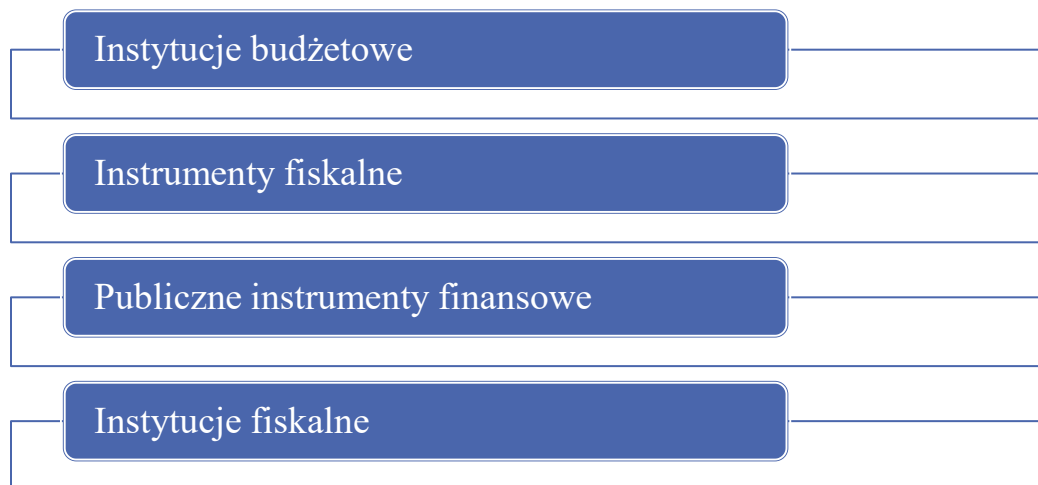 Instytucje budżetowe
Instrumenty fiskalne
Publiczne instrumenty finansowe
Instytucje fiskalne